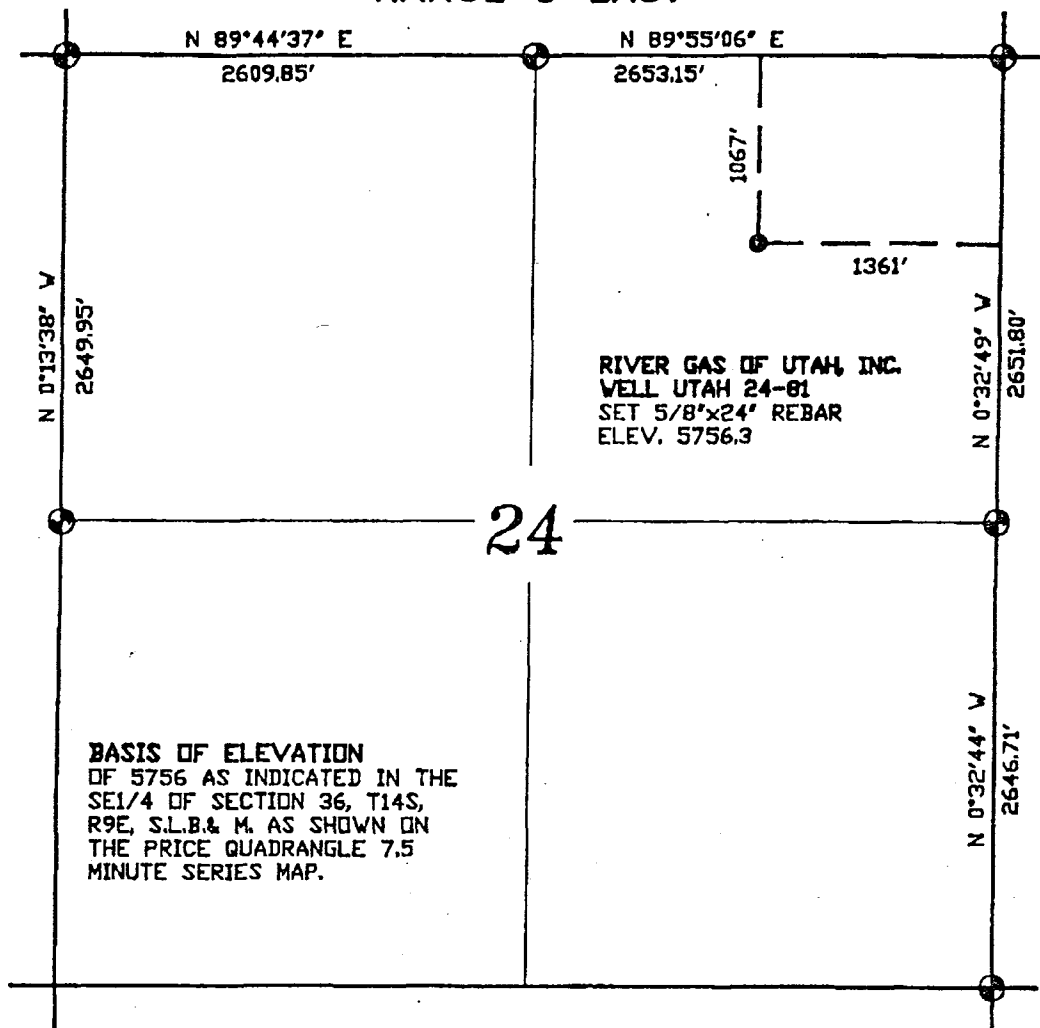 N 89°44'37" E
2609.85'
N 89°55'06" E
2653.15'
1067'
1361'
N 0°13'38" W
2649.95'
N 0°32'49" W
2651.80'
RIVER GAS OF UTAH, INC.
WELL UTAH 24-81
SET 5/8"x24" REBAR
ELEV. 5756.3
24
N 0°32'44" W
2646.71'
BASIS OF ELEVATION
OF 5756 AS INDICATED IN THE
SE1/4 OF SECTION 36, T14S,
R9E, S.L.B.& M. AS SHOWN ON
THE PRICE QUADRANGLE 7.5
MINUTE SERIES MAP.